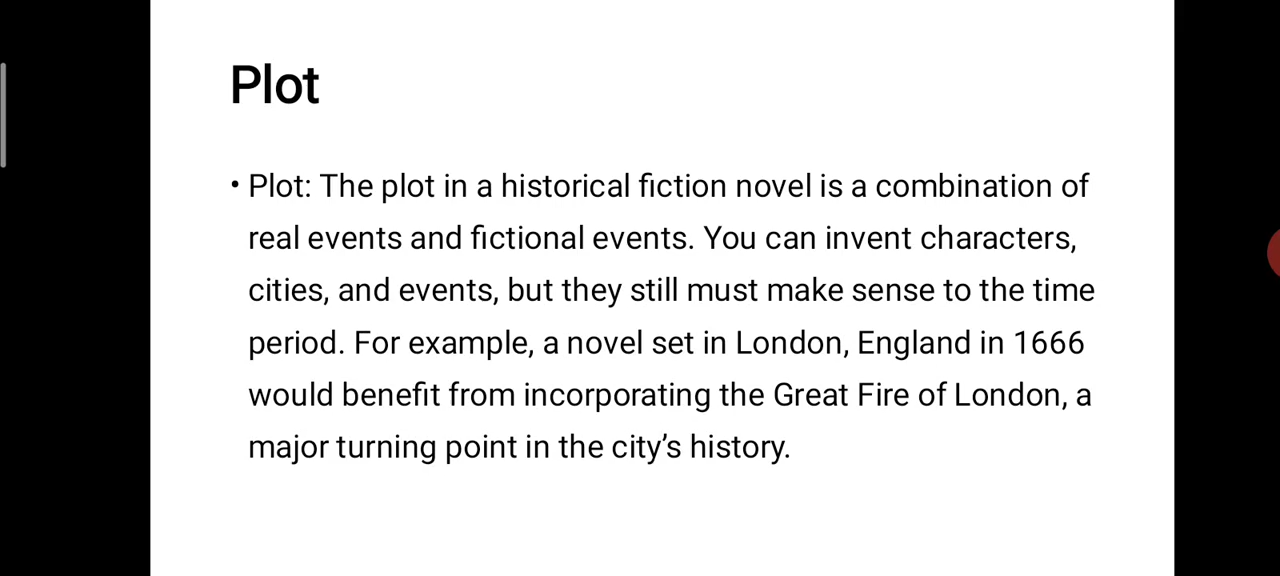 Plot
• Plot: The plot in a historical fiction novel is a combination of
real events and fictional events. You can invent characters,
cities, and events, but they still must make sense to the time
period. For example, a novel set in London, England in 1666
would benefit from incorporating the Great Fire of London, a
major turning point in the city’s history.